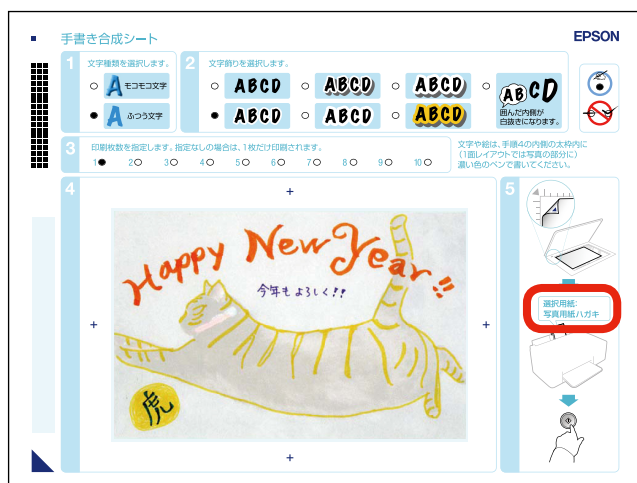 手書き合成シート
EPSON
1 文字種類を選択します。
A モコモコ文字
A ふつう文字
2 文字飾りを選択します。
ABCD ABCD ABCD ABCD
囲んだ内側が
白抜きになります。
ABCD ABCD ABCD
3 印刷枚数を指定します。指定なしの場合は、1枚だけ印刷されます。
1 2 3 4 5 6 7 8 9 10
文字や絵は、手順4の内側の太枠内に
(1面レイアウトでは写真の部分に)
濃い色のペンで書いてください。
4
Happy New Year!!
今年もよろしく!!
虎
5
A
選択用紙:
写真用紙ハガキ